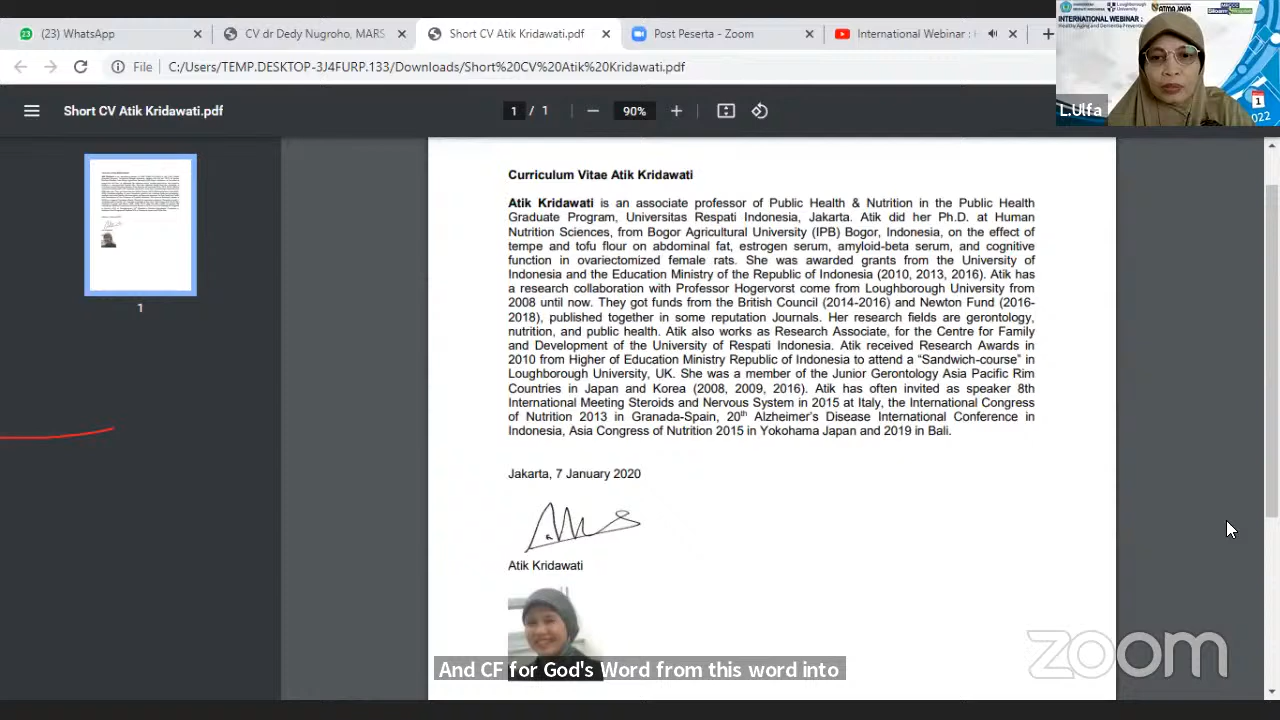 (23) WhatsApp
CV dr Dewo Nugroho,
Short CV Atik Kridawati.pdf
Post Peserta - Zoom
International Webinar :
File
C:/Users/TEMP.DESKTOP-3J4FURP.133/Downloads/Short%20CV%20Atik%20Kridawati.pdf
Short CV Atik Kridawati.pdf
1 / 1
90%
Loughborough
University
ATMA JAYA
INTERNATIONAL WEBINAR :
L.Ulfa
1
2022
1
Curriculum Vitae Atik Kridawati
Atik Kridawati is an associate professor of Public Health & Nutrition in the Public Health
Graduate Program, Universitas Respati Indonesia, Jakarta. Atik did her Ph.D. at Human
Nutrition Sciences, from Bogor Agricultural University (IPB) Bogor, Indonesia, on the effect of
tempe and tofu flour on abdominal fat, estrogen serum, amyloid-beta serum, and cognitive
function in ovariectomized female rats. She was awarded grants from the University of
Indonesia and the Education Ministry of the Republic of Indonesia (2010, 2013, 2016). Atik has
a research collaboration with Professor Hogervorst come from Loughborough University from
2008 until now. They got funds from the British Council (2014-2016) and Newton Fund (2016-
2018), published together in some reputation Journals. Her research fields are gerontology,
nutrition, and public health. Atik also works as Research Associate, for the Centre for Family
and Development of the University of Respati Indonesia. Atik received Research Awards in
2010 from Higher of Education Ministry Republic of Indonesia to attend a “Sandwich-course” in
Loughborough University, UK. She was a member of the Junior Gerontology Asia Pacific Rim
Countries in Japan and Korea (2008, 2009, 2016). Atik has often invited as speaker 8th
International Meeting Steroids and Nervous System in 2015 at Italy, the International Congress
of Nutrition 2013 in Granada-Spain, 20th Alzheimer’s Disease International Conference in
Indonesia, Asia Congress of Nutrition 2015 in Yokohama Japan and 2019 in Bali.
Jakarta, 7 January 2020
Atik Kridawati
And CF for God's Word from this word into
zoom